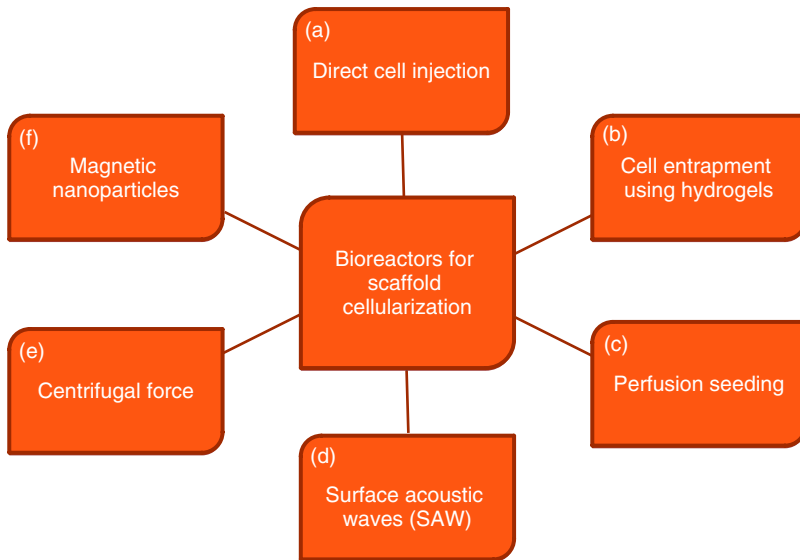 (a)
Direct cell injection
(b)
Cell entrapment
using hydrogels
(c)
Perfusion seeding
(d)
Surface acoustic
waves (SAW)
(e)
Centrifugal force
(f)
Magnetic
nanoparticles
Bioreactors for
scaffold
cellularization